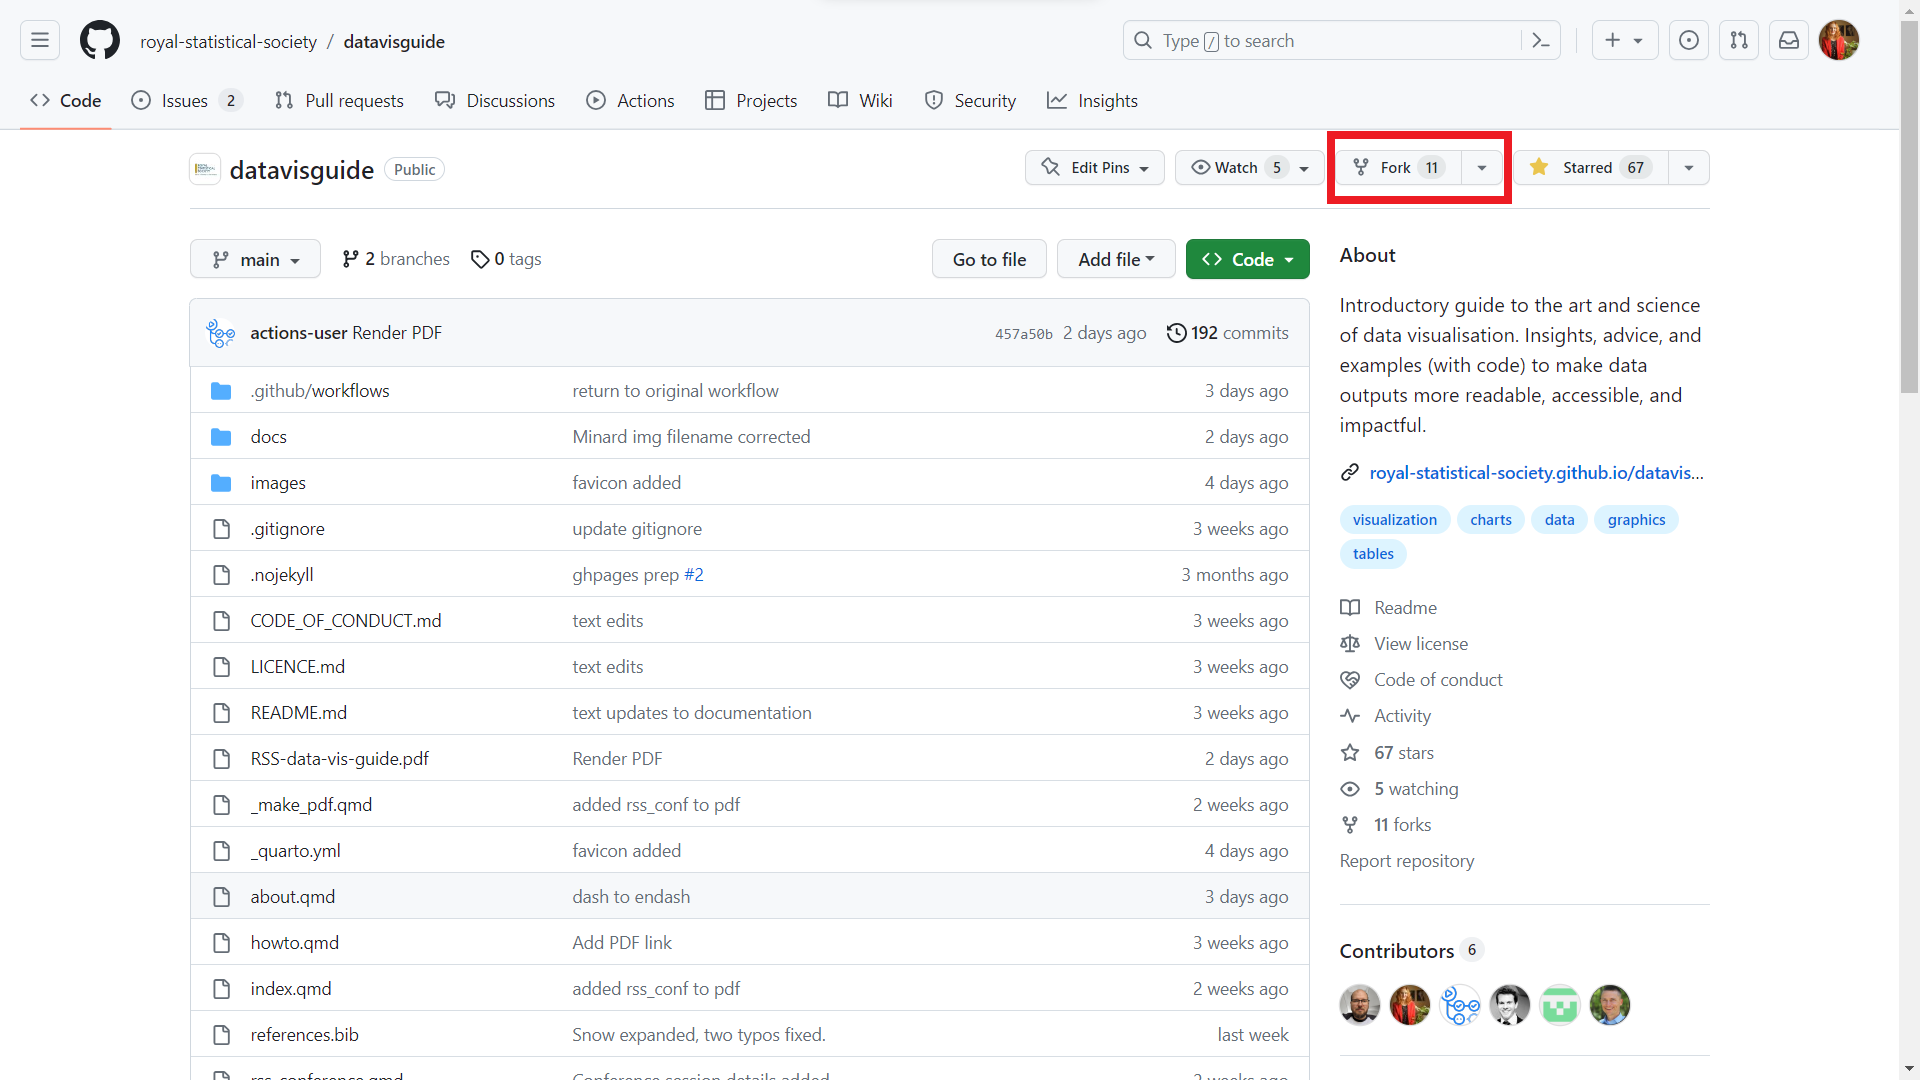 royal-statistical-society / datavisguide
Type / to search
Code
Issues 2
Pull requests
Discussions
Actions
Projects
Wiki
Security
Insights
datavisguide Public
Edit Pins
Watch 5
Fork 11
Starred 67
main
2 branches
0 tags
Go to file
Add file
Code
actions-user Render PDF 457a50b 2 days ago 192 commits
.github/workflows return to original workflow 3 days ago
docs Minard img filename corrected 2 days ago
images favicon added 4 days ago
.gitignore update gitignore 3 weeks ago
.nojekyll ghpages prep #2 3 months ago
CODE_OF_CONDUCT.md text edits 3 weeks ago
LICENCE.md text edits 3 weeks ago
README.md text updates to documentation 3 weeks ago
RSS-data-vis-guide.pdf Render PDF 2 days ago
_make_pdf.qmd added rss_conf to pdf 2 weeks ago
_quarto.yml favicon added 4 days ago
about.qmd dash to endash 3 days ago
howto.qmd Add PDF link 3 weeks ago
index.qmd added rss_conf to pdf 2 weeks ago
references.bib Snow expanded, two typos fixed. last week
rss_conference.qmd Conference session details added 2 weeks ago
About
Introductory guide to the art and science
of data visualisation. Insights, advice, and
examples (with code) to make data
outputs more readable, accessible, and
impactful.
royal-statistical-society.github.io/datavis...
visualization charts data graphics
tables
Readme
View license
Code of conduct
Activity
67 stars
5 watching
11 forks
Report repository
Contributors 6